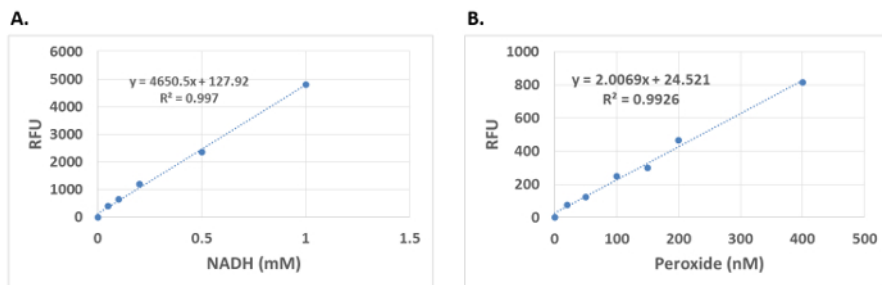 A.
6000
5000
4000
3000
2000
1000
0
y = 4650.5x + 127.92
R² = 0.997
RFU
0 0.5 1 1.5
NADH (mM)
B.
1000
800
600
400
200
0
y = 2.0069x + 24.521
R² = 0.9926
RFU
0 100 200 300 400 500
Peroxide (nM)